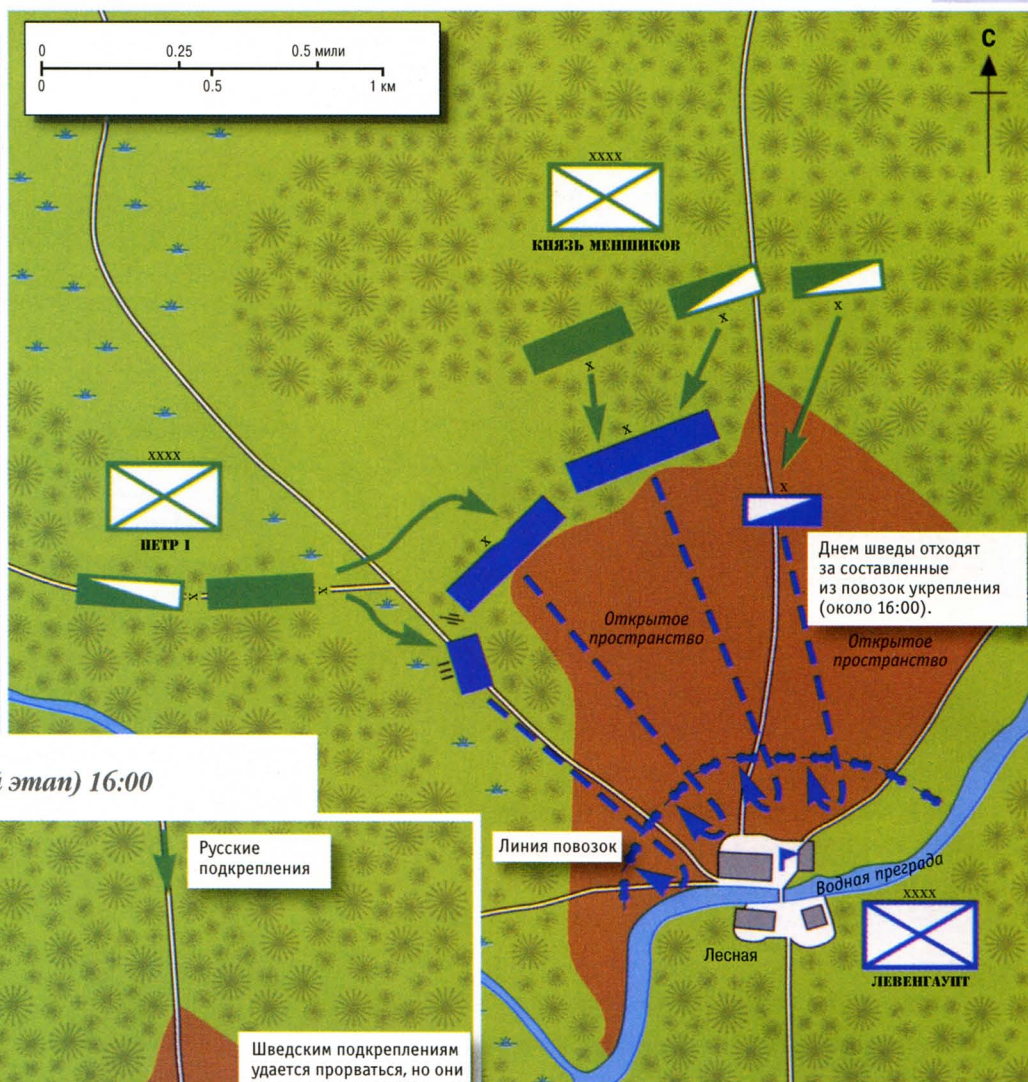 0 0.25 0.5 мили
0 0.5 1 км
С
XXXX
КНЯЗЬ МЕНШИКОВ
x
x
x
x
x
XXXX
ПЕТР I
x
x
x
Днем шведы отходят
за составленные
из повозок укрепления
(около 16:00).
Открытое
пространство
Открытое
пространство
этап) 16:00
Русские
подкрепления
Линия повозок
Водная преграда
XXXX
ЛЕВЕНГАУПТ
Лесная
Шведским подкреплениям
удается прорваться, но они